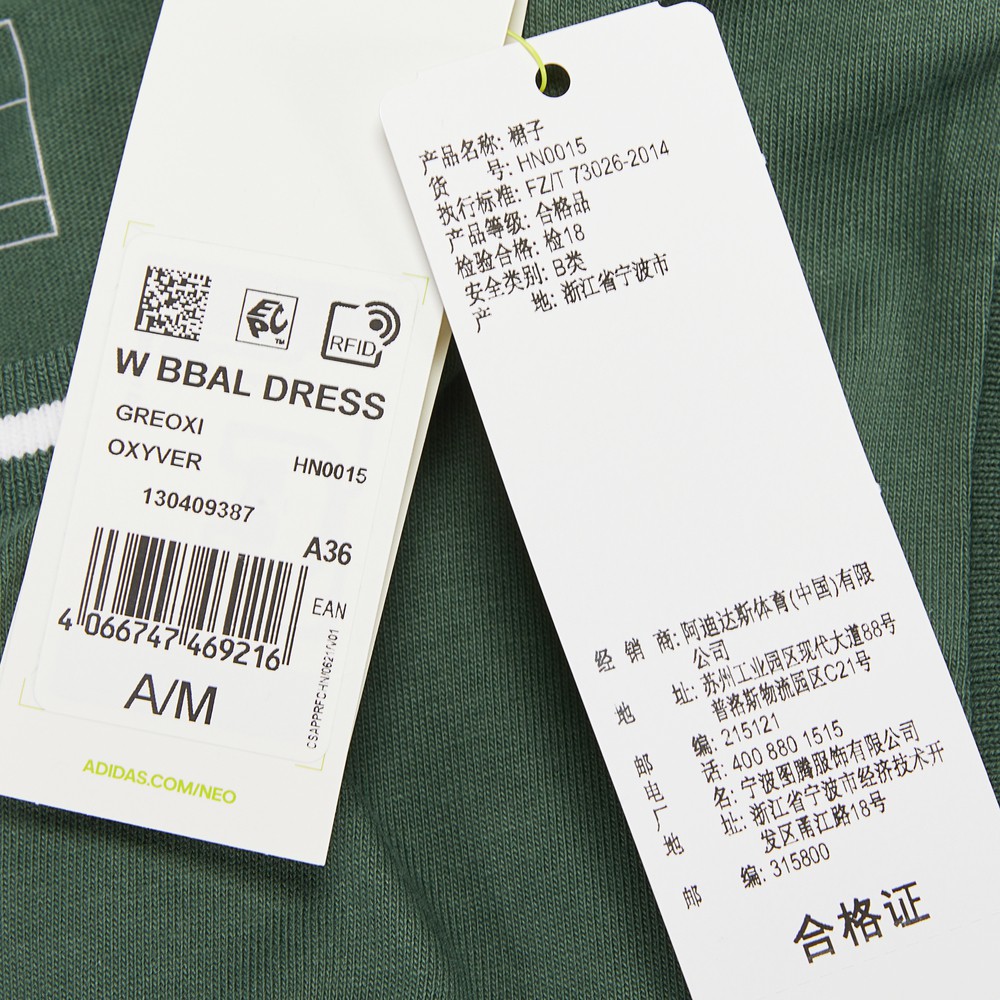 EPC
TM
RFID
W BBAL DRESS
GREOXI
OXYVER HN0015
130409387
A36
EAN
4 066747 469216
A/M
ADIDAS.COM/NEO
产品名称: 裙子
货 号: HN0015
执行标准: FZ/T 73026-2014
产品等级: 合格品
检验合格: 检18
安全类别: B类
产 地: 浙江省宁波市
经 销 商: 阿迪达斯体育(中国)有限
公司
地 址: 苏州工业园区现代大道88号
普洛斯物流园区C21号
邮 编: 215121
电 话: 400 880 1515
厂 名: 宁波图腾服饰有限公司
地 址: 浙江省宁波市经济技术开
发区甬江路18号
邮 编: 315800
合格证